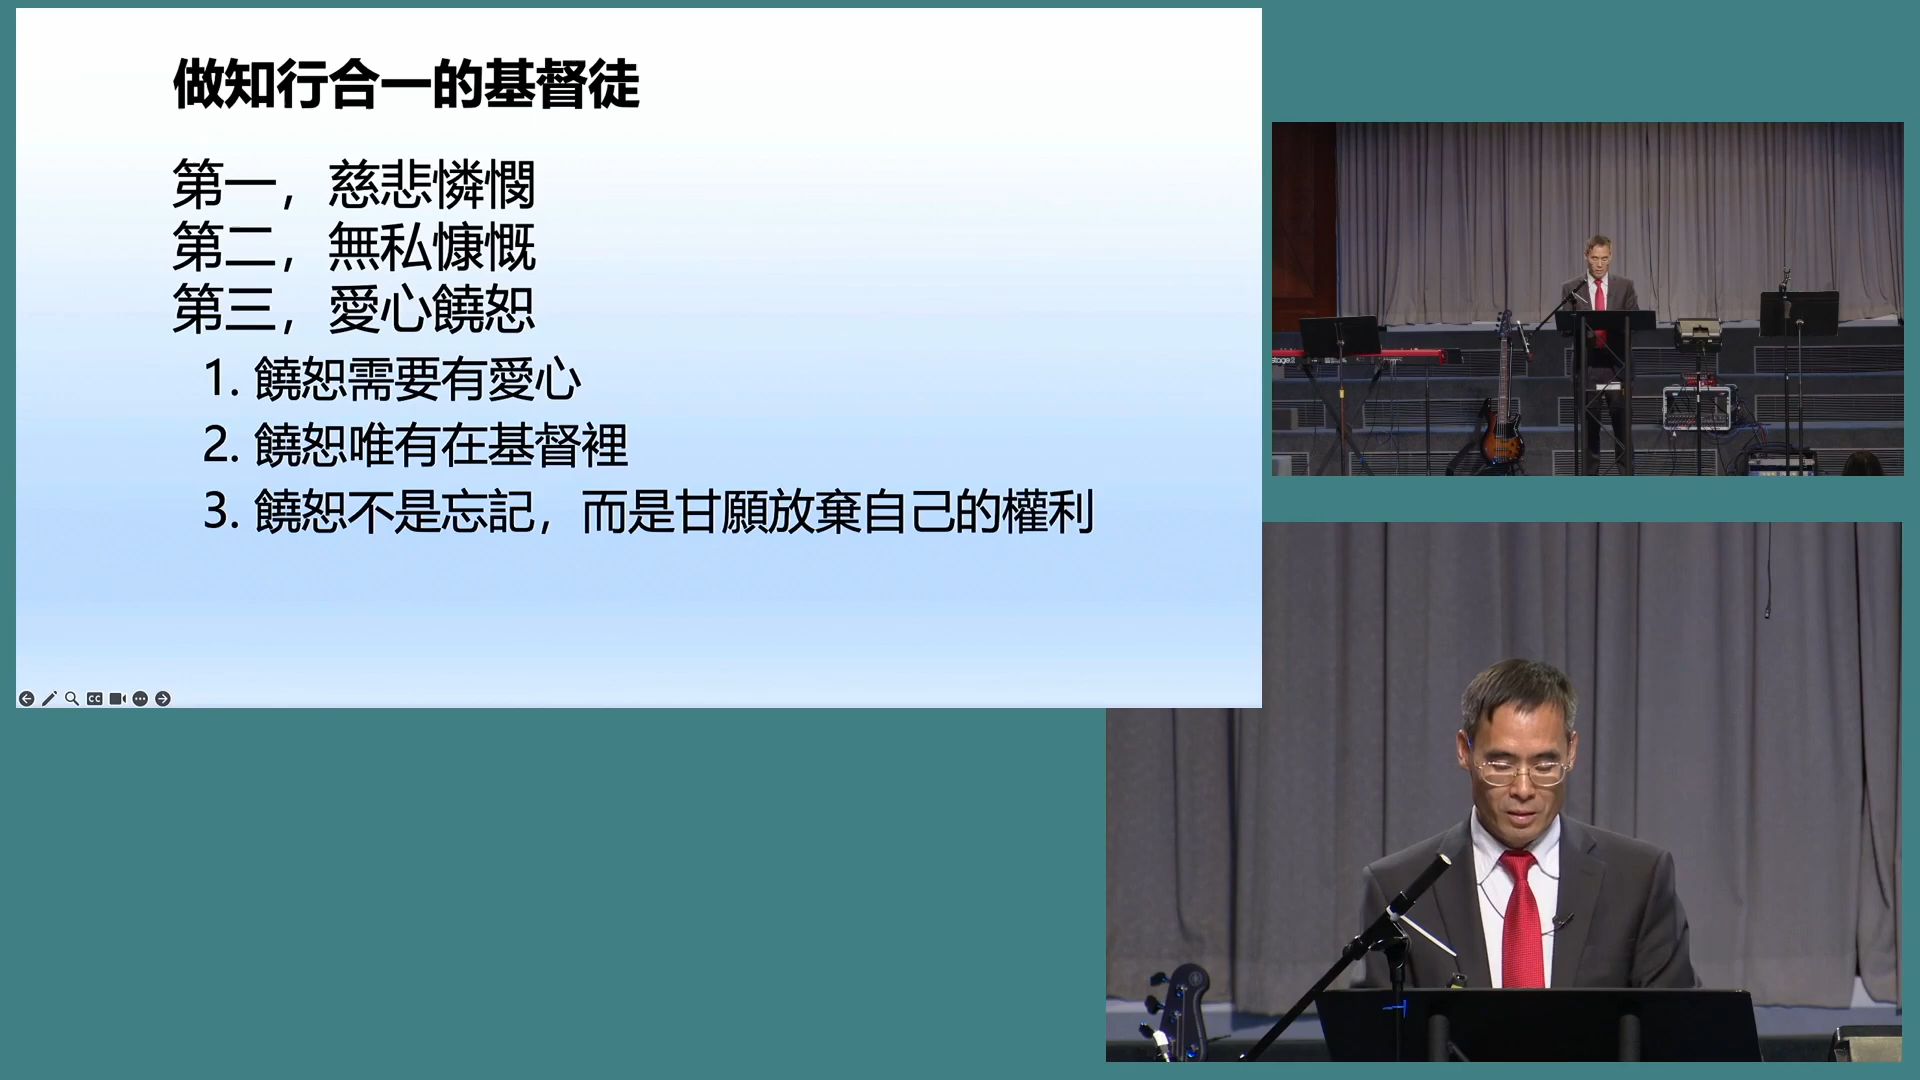 做知行合一的基督徒
第一，慈悲憐憫
第二，無私慷慨
第三，愛心饒恕
1. 饒恕需要有愛心
2. 饒恕唯有在基督裡
3. 饒恕不是忘記，而是甘願放棄自己的權利
CC
stage2